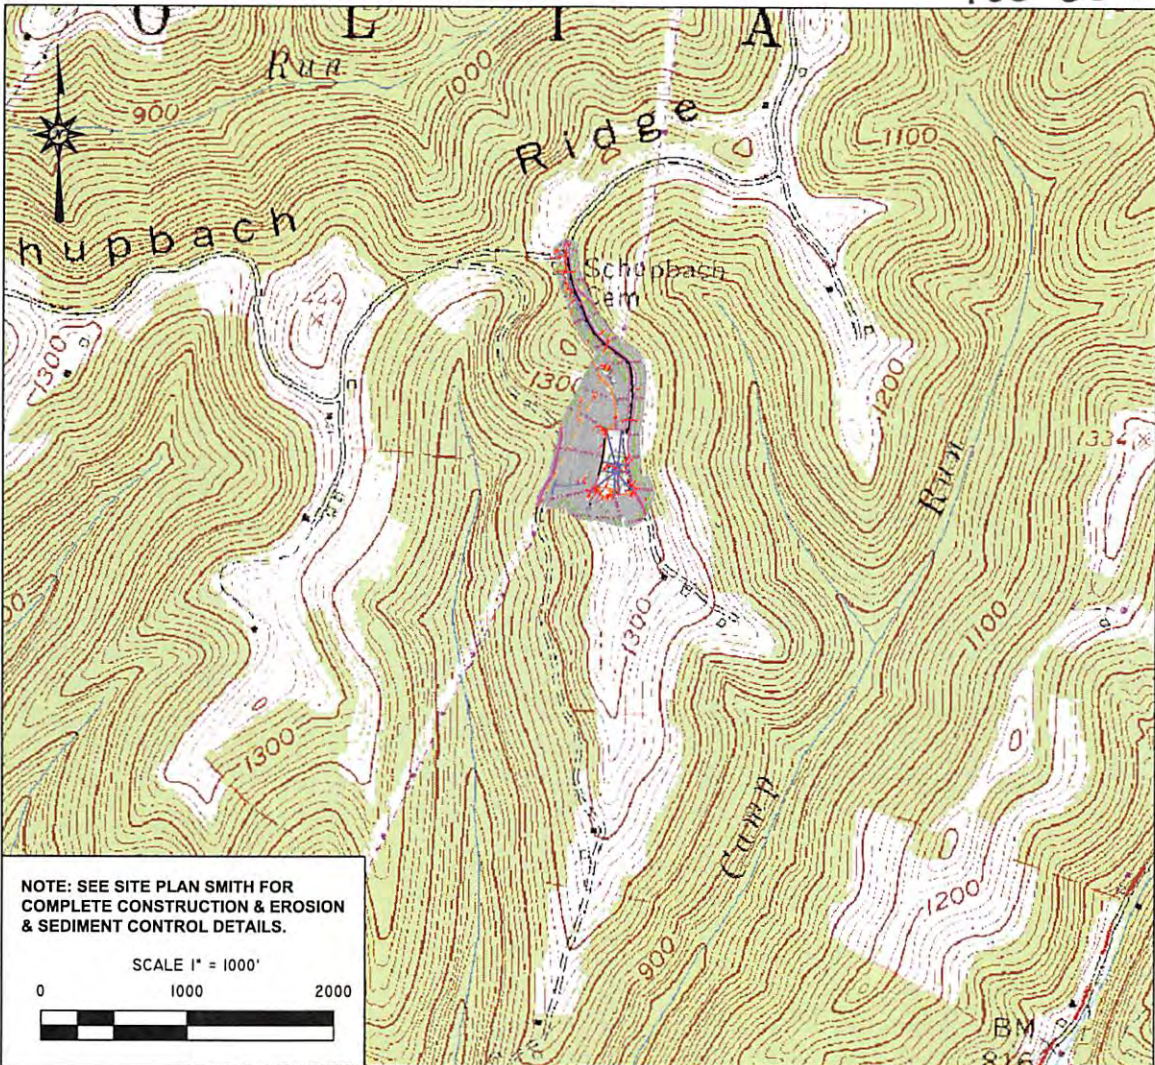 O L I A
Run
1000
900
Ridge
1100
hupbach
Schupbach
Cem
1444
1300
1300
1200
1334
Run
1300
1100
1300
Camp
1200
900
BM
816
N
NOTE: SEE SITE PLAN SMITH FOR
COMPLETE CONSTRUCTION & EROSION
& SEDIMENT CONTROL DETAILS.
SCALE 1" = 1000'
0 1000 2000